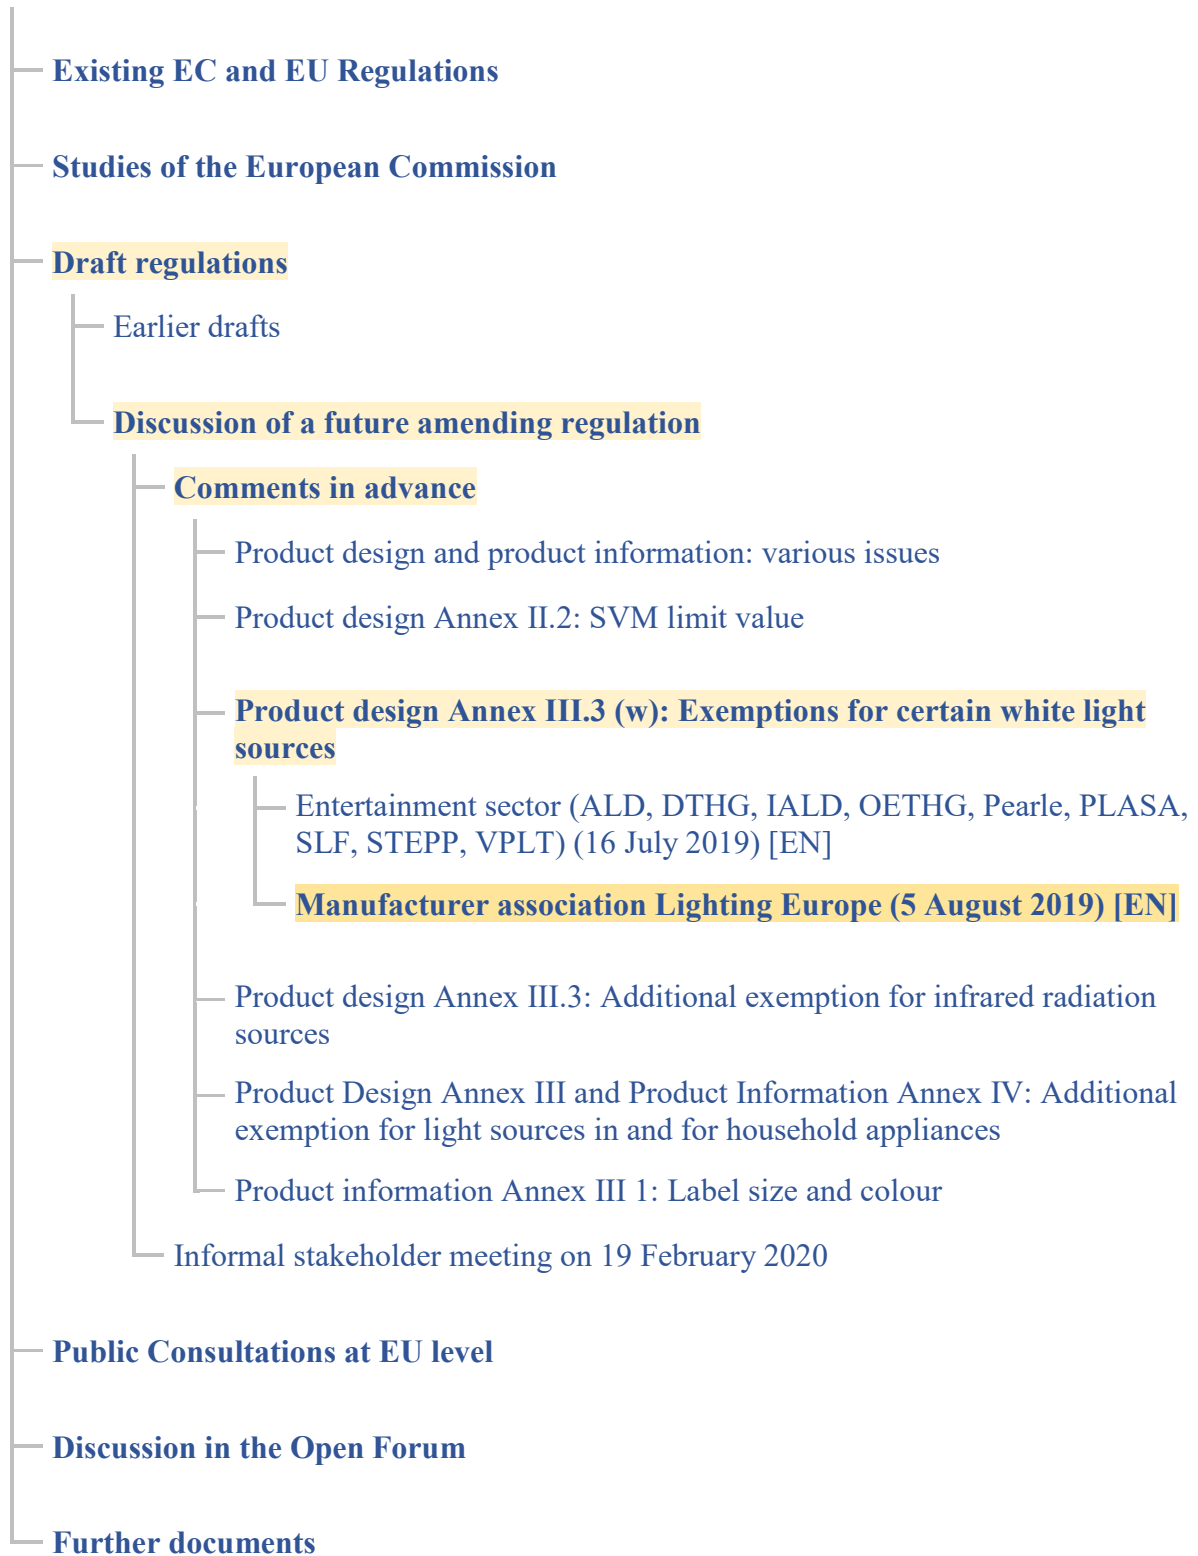 Existing EC and EU Regulations
Studies of the European Commission
Draft regulations
Earlier drafts
Discussion of a future amending regulation
Comments in advance
Product design and product information: various issues
Product design Annex II.2: SVM limit value
Product design Annex III.3 (w): Exemptions for certain white light
sources
Entertainment sector (ALD, DTHG, IALD, OETHG, Pearle, PLASA,
SLF, STEPP, VPLT) (16 July 2019) [EN]
Manufacturer association Lighting Europe (5 August 2019) [EN]
Product design Annex III.3: Additional exemption for infrared radiation
sources
Product Design Annex III and Product Information Annex IV: Additional
exemption for light sources in and for household appliances
Product information Annex III 1: Label size and colour
Informal stakeholder meeting on 19 February 2020
Public Consultations at EU level
Discussion in the Open Forum
Further documents